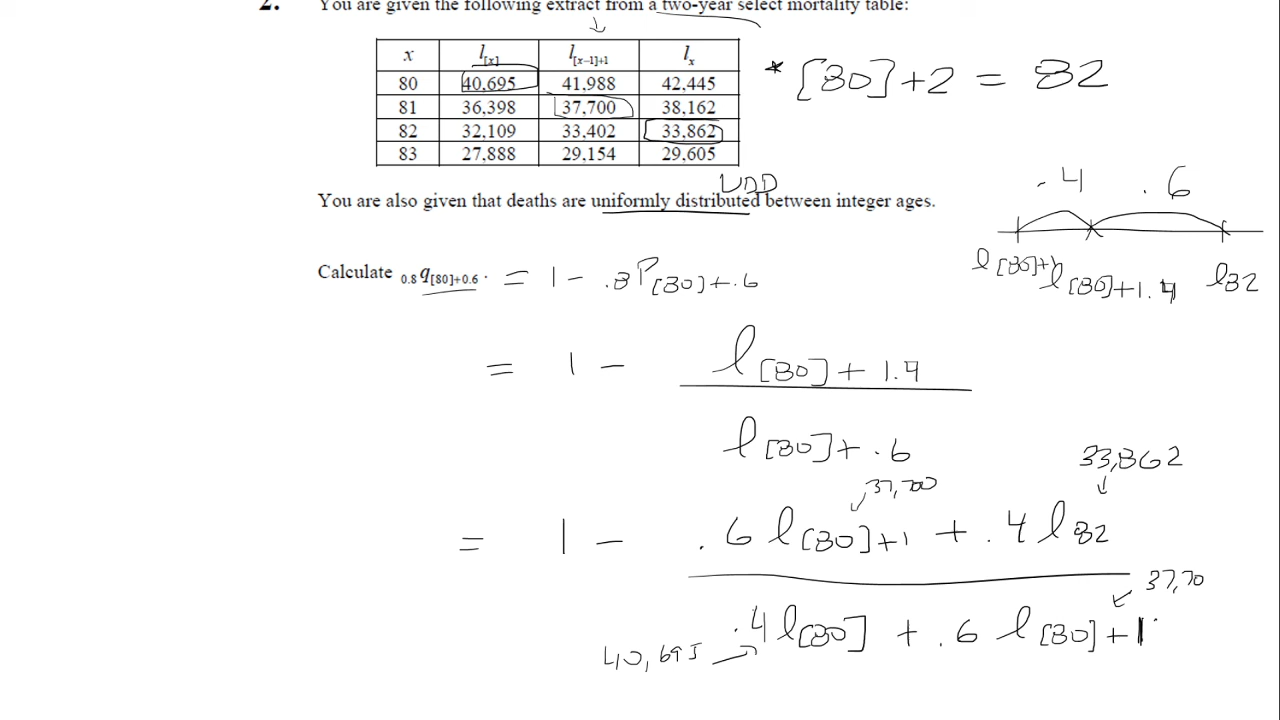 2. You are given the following extract from a two-year select mortality table:
x l[x] l[x-1]+1 lx
80 40,695 41,988 42,445
81 36,398 37,700 38,162
82 32,109 33,402 33,862
83 27,888 29,154 29,605
* [80]+2 = 82
UDD
You are also given that deaths are uniformly distributed between integer ages.
.4 .6
l[80]+1 l[80]+1.4 l82
Calculate 0.8q[80]+0.6. = 1 - .8P[80]+.6
= 1 - l[80]+1.4
l[80]+.6
37,700 33,862
= 1 - .6 l[80]+1 + .4 l82
37,70
.4 l[80] + .6 l[80]+1
40,695